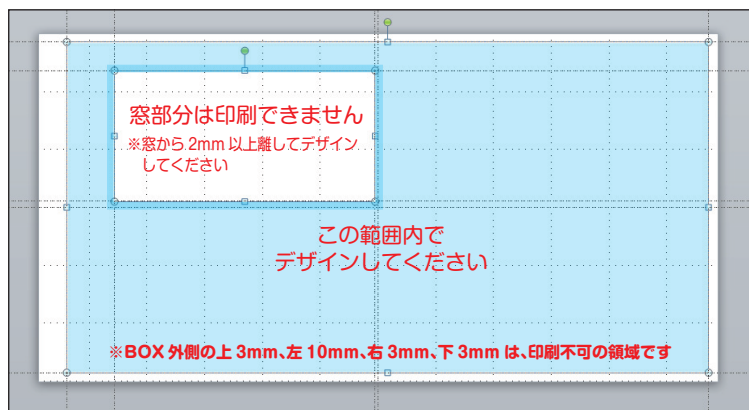 窓部分は印刷できません
※窓から 2mm 以上離してデザイン
してください
この範囲内で
デザインしてください
※BOX 外側の上 3mm、左 10mm、右 3mm、下 3mm は、印刷不可の領域です